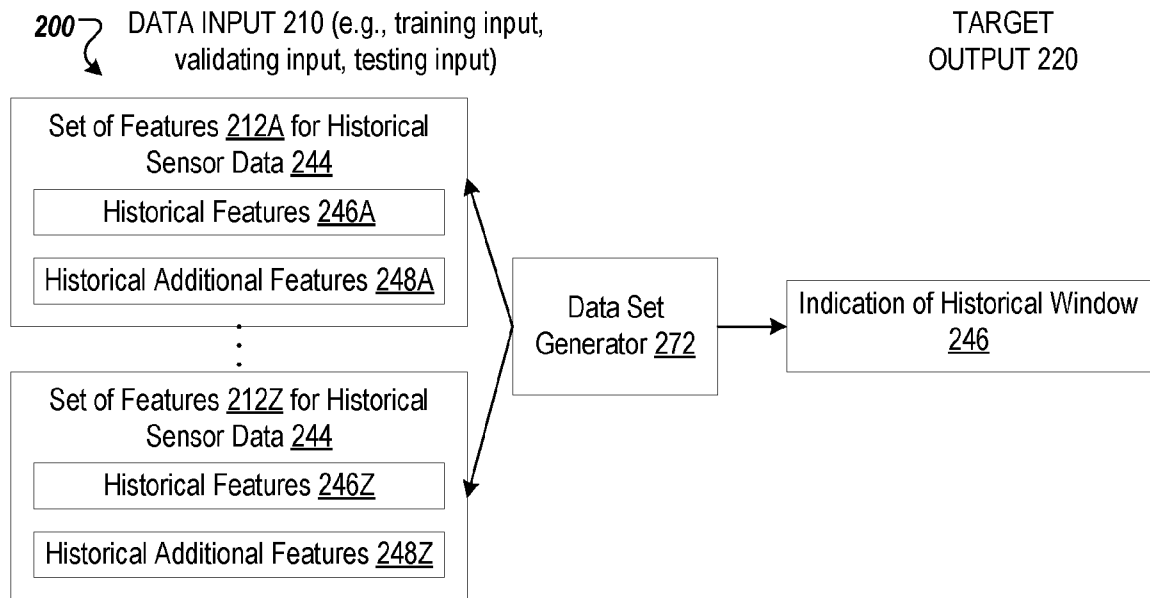 200
DATA INPUT 210 (e.g., training input,
validating input, testing input)
TARGET
OUTPUT 220
Set of Features 212A for Historical
Sensor Data 244
Historical Features 246A
Historical Additional Features 248A
Set of Features 212Z for Historical
Sensor Data 244
Historical Features 246Z
Historical Additional Features 248Z
Data Set
Generator 272
Indication of Historical Window
246